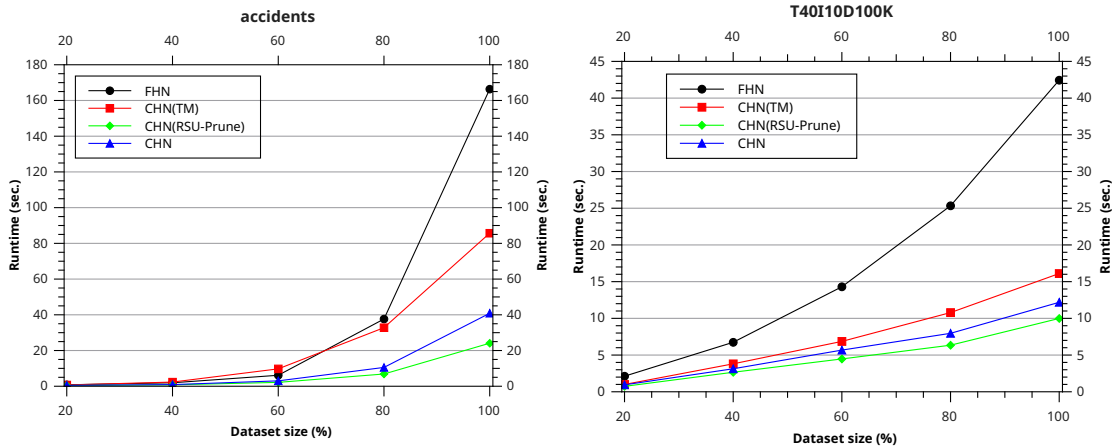 accidents
20 40 60 80 100
180 180
160 160
140 140
120 120
100 100
80 80
60 60
40 40
20 20
0 0
FHN
CHN(TM)
CHN(RSU-Prune)
CHN
Runtime (sec.)
Runtime (sec.)
20 40 60 80 100
Dataset size (%)
T40I10D100K
20 40 60 80 100
45 45
40 40
35 35
30 30
25 25
20 20
15 15
10 10
5 5
0 0
FHN
CHN(TM)
CHN(RSU-Prune)
CHN
Runtime (sec.)
Runtime (sec.)
20 40 60 80 100
Dataset size (%)